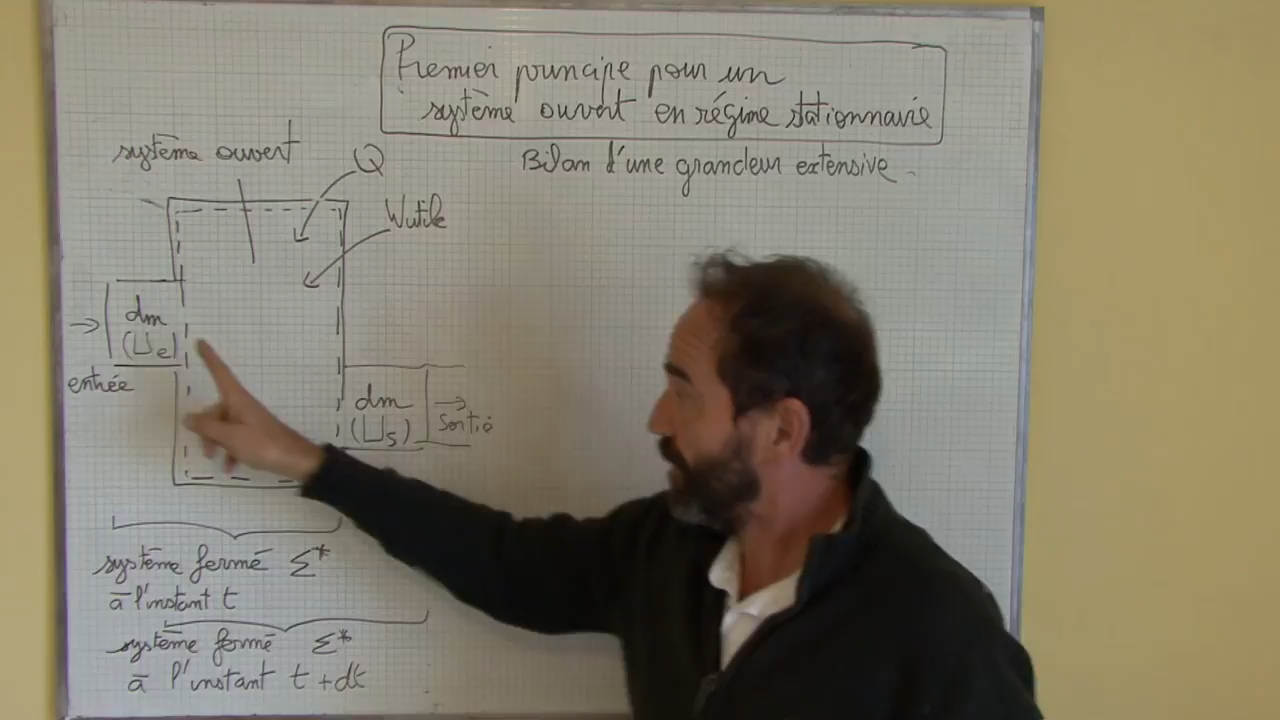 Premier principe pour un
système ouvert en régime stationnaire
Bilan d'une grandeur extensive.
système ouvert
Q
Wutile
→ dm
(Ue)
entrée
dm →
(Us) sortie
système fermé Σ*
à l'instant t
système fermé Σ*
à l'instant t + dt